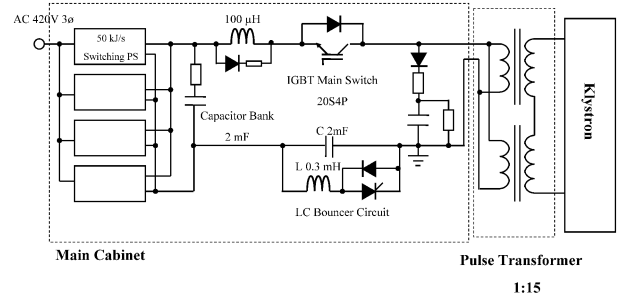 AC 420V 3ø
50 kJ/s
Switching PS
100 µH
IGBT Main Switch
20S4P
Capacitor Bank
2 mF
C 2mF
L 0.3 mH
LC Bouncer Circuit
Klystron
Main Cabinet
Pulse Transformer
1:15